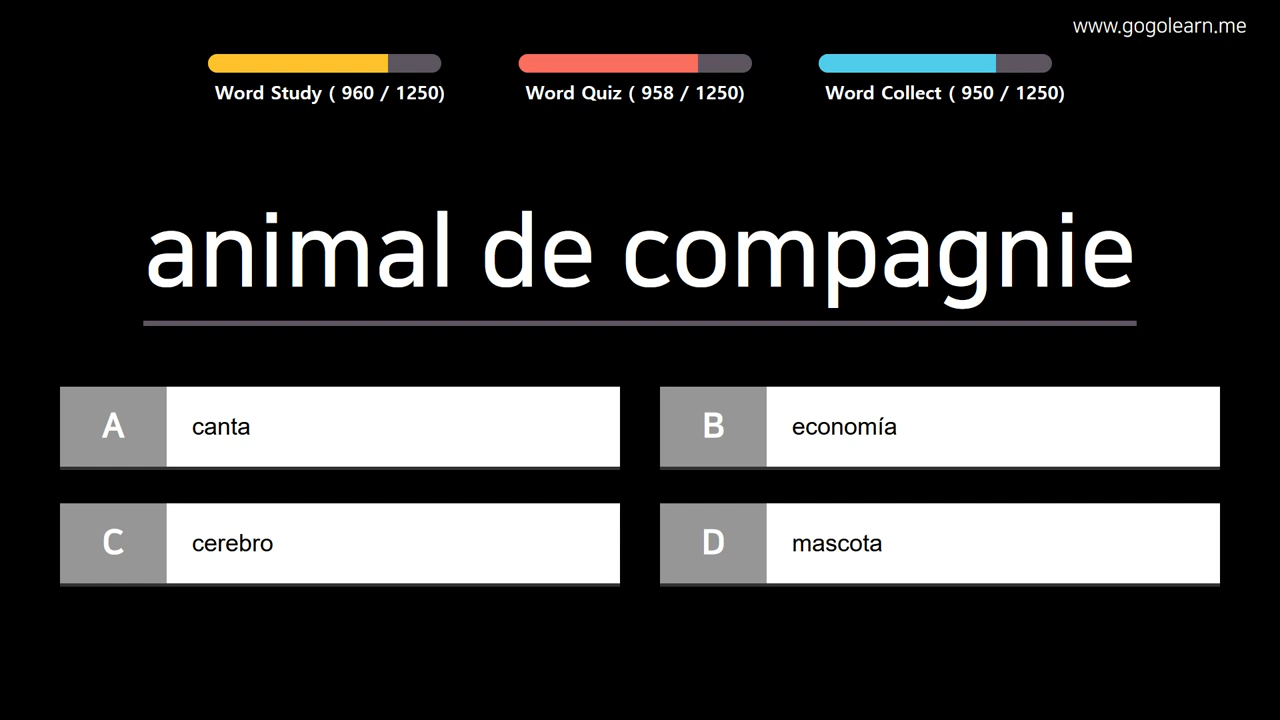 www.gogolearn.me
Word Study ( 960 / 1250)
Word Quiz ( 958 / 1250)
Word Collect ( 950 / 1250)
animal de compagnie
A canta
B economía
C cerebro
D mascota